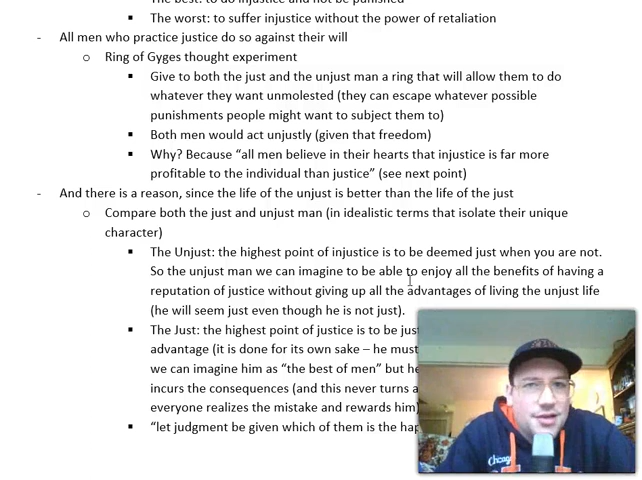 The best: to do injustice and not be punished
▪ The worst: to suffer injustice without the power of retaliation
- All men who practice justice do so against their will
o Ring of Gyges thought experiment
▪ Give to both the just and the unjust man a ring that will allow them to do
whatever they want unmolested (they can escape whatever possible
punishments people might want to subject them to)
▪ Both men would act unjustly (given that freedom)
▪ Why? Because “all men believe in their hearts that injustice is far more
profitable to the individual than justice” (see next point)
- And there is a reason, since the life of the unjust is better than the life of the just
o Compare both the just and unjust man (in idealistic terms that isolate their unique
character)
▪ The Unjust: the highest point of injustice is to be deemed just when you are not.
So the unjust man we can imagine to be able to enjoy all the benefits of having a
reputation of justice without giving up all the advantages of living the unjust life
(he will seem just even though he is not just).
▪ The Just: the highest point of justice is to be just
advantage (it is done for its own sake – he must
we can imagine him as “the best of men” but he
incurs the consequences (and this never turns a
everyone realizes the mistake and rewards him)
▪ “let judgment be given which of them is the hap